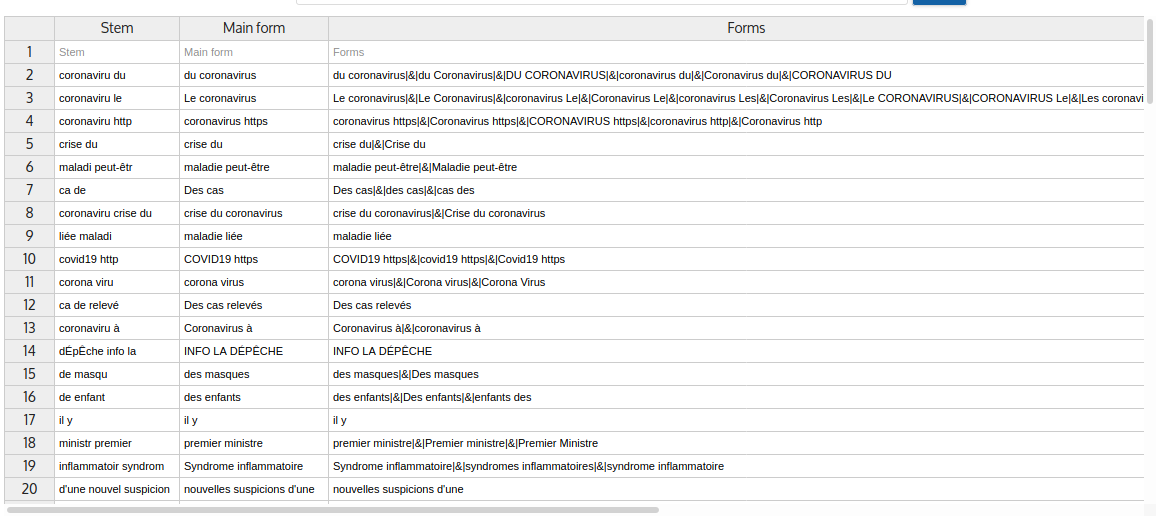 Stem Main form Forms
1 Stem Main form Forms
2 coronaviru du du coronavirus du coronavirus|&|du Coronavirus|&|DU CORONAVIRUS|&|coronavirus du|&|Coronavirus du|&|CORONAVIRUS DU
3 coronaviru le Le coronavirus Le coronavirus|&|Le Coronavirus|&|coronavirus Le|&|Coronavirus Le|&|coronavirus Les|&|Coronavirus Les|&|Le CORONAVIRUS|&|CORONAVIRUS Le|&|Les coronavi
4 coronaviru http coronavirus https coronavirus https|&|Coronavirus https|&|CORONAVIRUS https|&|coronavirus http|&|Coronavirus http
5 crise du crise du crise du|&|Crise du
6 maladi peut-êtr maladie peut-être maladie peut-être|&|Maladie peut-être
7 ca de Des cas Des cas|&|des cas|&|cas des
8 coronaviru crise du crise du coronavirus crise du coronavirus|&|Crise du coronavirus
9 liée maladi maladie liée maladie liée
10 covid19 http COVID19 https COVID19 https|&|covid19 https|&|Covid19 https
11 corona viru corona virus corona virus|&|Corona virus|&|Corona Virus
12 ca de relevé Des cas relevés Des cas relevés
13 coronaviru à Coronavirus à Coronavirus à|&|coronavirus à
14 dÉpÊche info la INFO LA DÉPÊCHE INFO LA DÉPÊCHE
15 de masqu des masques des masques|&|Des masques
16 de enfant des enfants des enfants|&|Des enfants|&|enfants des
17 il y il y il y
18 ministr premier premier ministre premier ministre|&|Premier ministre|&|Premier Ministre
19 inflammatoir syndrom Syndrome inflammatoire Syndrome inflammatoire|&|syndromes inflammatoires|&|syndrome inflammatoire
20 d'une nouvel suspicion nouvelles suspicions d'une nouvelles suspicions d'une